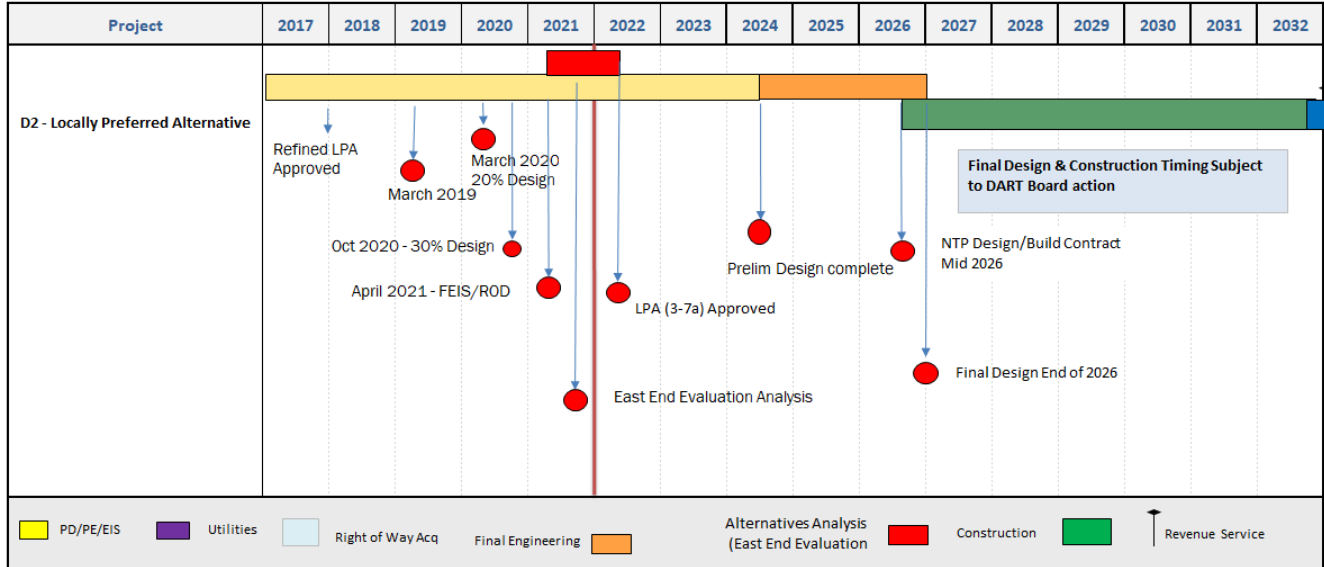 Project 2017 2018 2019 2020 2021 2022 2023 2024 2025 2026 2027 2028 2029 2030 2031 2032
D2 - Locally Preferred Alternative
Refined LPA
Approved
March 2019
March 2020
20% Design
Oct 2020 - 30% Design
April 2021 - FEIS/ROD
East End Evaluation Analysis
LPA (3-7a) Approved
Prelim Design complete
Final Design & Construction Timing Subject
to DART Board action
NTP Design/Build Contract
Mid 2026
Final Design End of 2026
PD/PE/EIS
Utilities
Right of Way Acq
Final Engineering
Alternatives Analysis
(East End Evaluation
Construction
Revenue Service